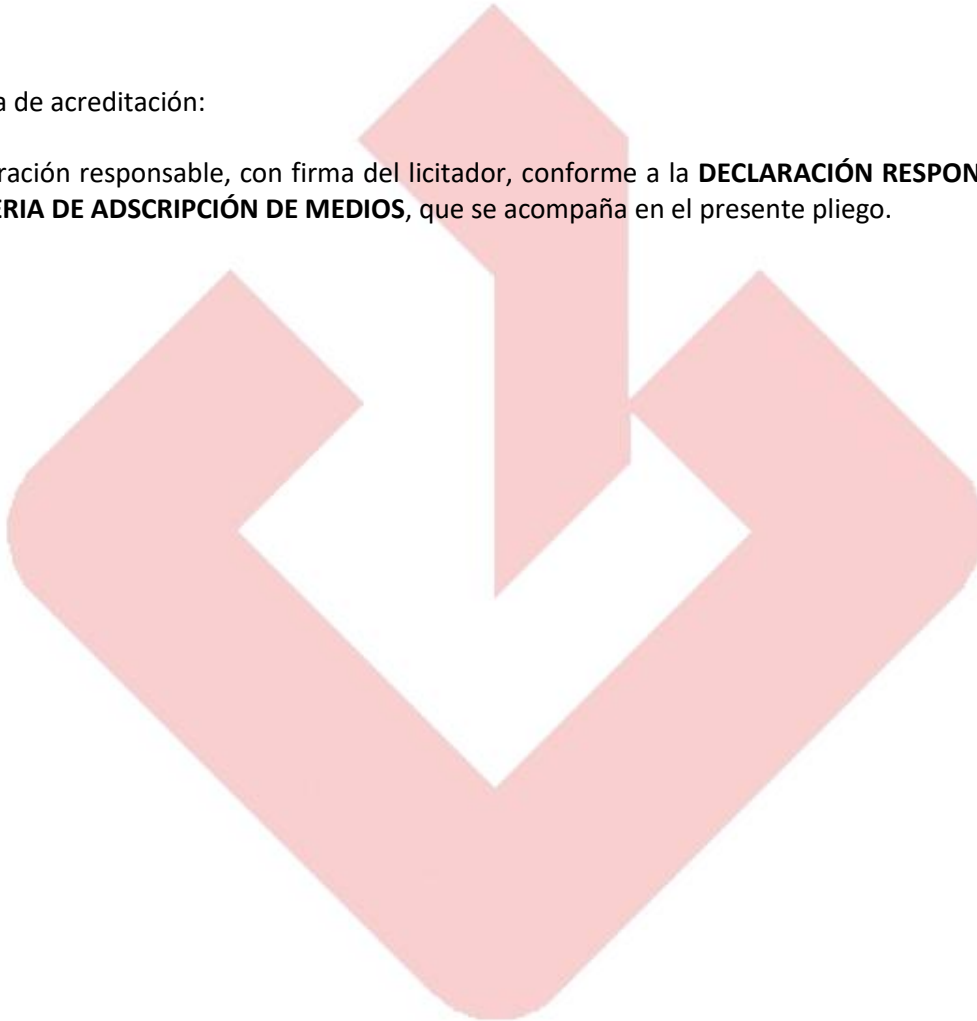 a de acreditación:
ración responsable, con firma del licitador, conforme a la DECLARACIÓN RESPON
ERIA DE ADSCRIPCIÓN DE MEDIOS, que se acompaña en el presente pliego.